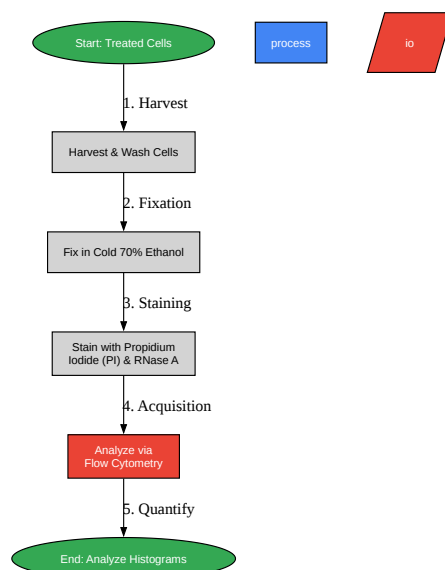 Start: Treated Cells
process
io
1. Harvest
Harvest & Wash Cells
2. Fixation
Fix in Cold 70% Ethanol
3. Staining
Stain with Propidium
Iodide (PI) & RNase A
4. Acquisition
Analyze via
Flow Cytometry
5. Quantify
End: Analyze Histograms